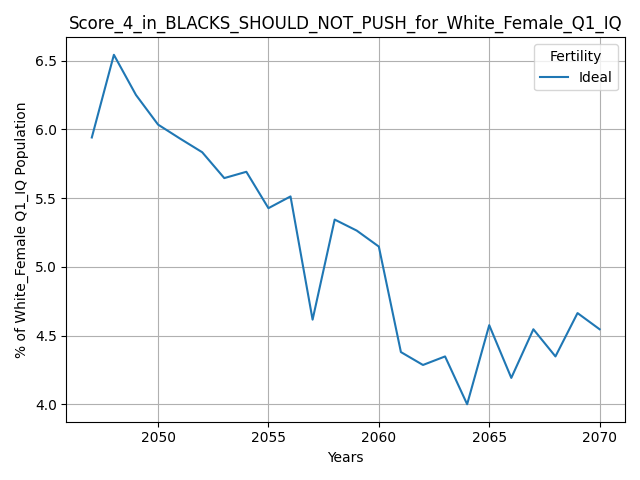 Score_4_in_BLACKS_SHOULD_NOT_PUSH_for_White_Female_Q1_IQ
Fertility
Ideal
% of White_Female Q1_IQ Population
6.5
6.0
5.5
5.0
4.5
4.0
2050
2055
2060
2065
2070
Years